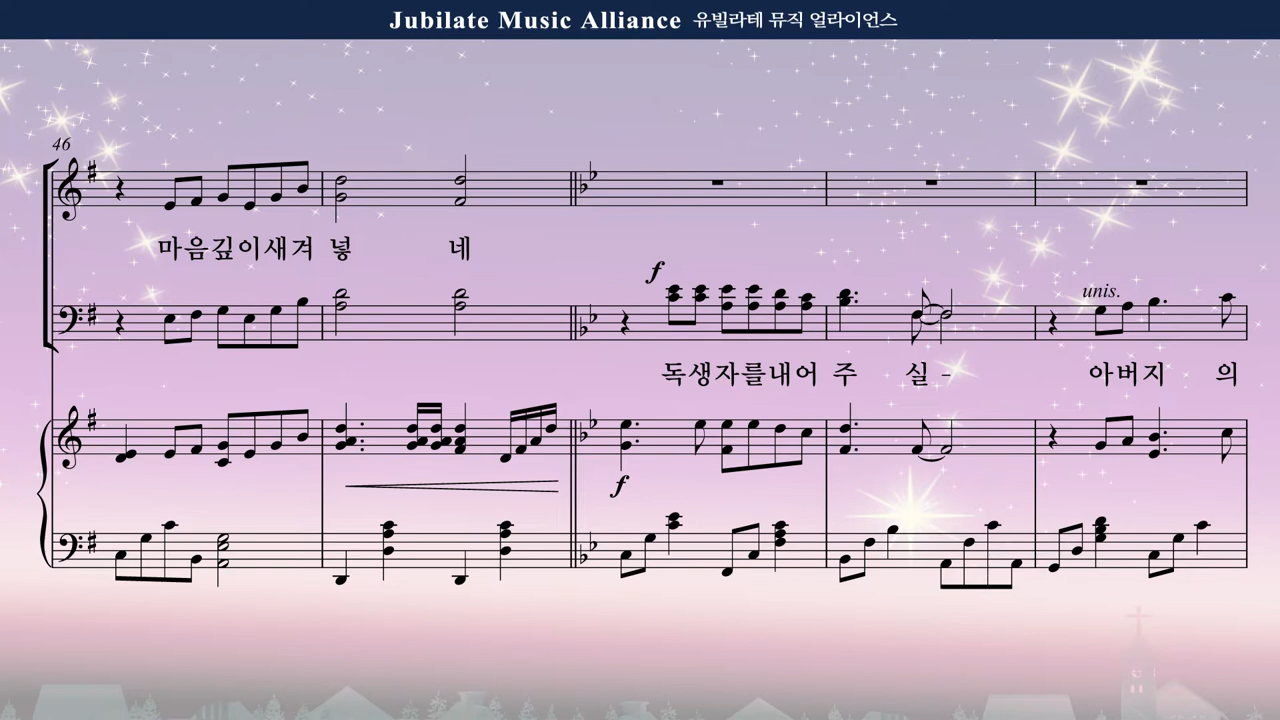 Jubilate Music Alliance 유빌라테 뮤직 얼라이언스
46
마음깊이새겨 넣 네
f
unis.
독생자를내어 주 실 - 아버지 의
f